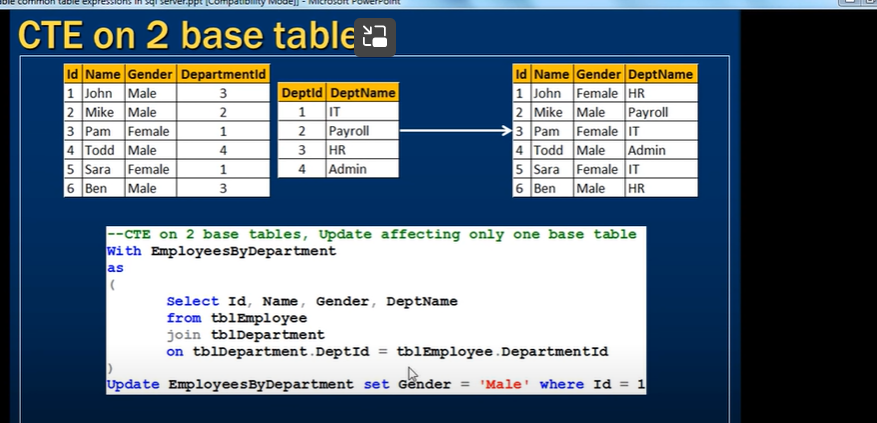 ble common table expressions in sql server.ppt [Compatibility Mode]] - Microsoft PowerPoint
CTE on 2 base table
Id Name Gender DepartmentId
1 John Male 3
2 Mike Male 2
3 Pam Female 1
4 Todd Male 4
5 Sara Female 1
6 Ben Male 3
DeptId DeptName
1 IT
2 Payroll
3 HR
4 Admin
Id Name Gender DeptName
1 John Female HR
2 Mike Male Payroll
3 Pam Female IT
4 Todd Male Admin
5 Sara Female IT
6 Ben Male HR
--CTE on 2 base tables, Update affecting only one base table
With EmployeesByDepartment
as
(
Select Id, Name, Gender, DeptName
from tblEmployee
join tblDepartment
on tblDepartment.DeptId = tblEmployee.DepartmentId
)
Update EmployeesByDepartment set Gender = 'Male' where Id = 1